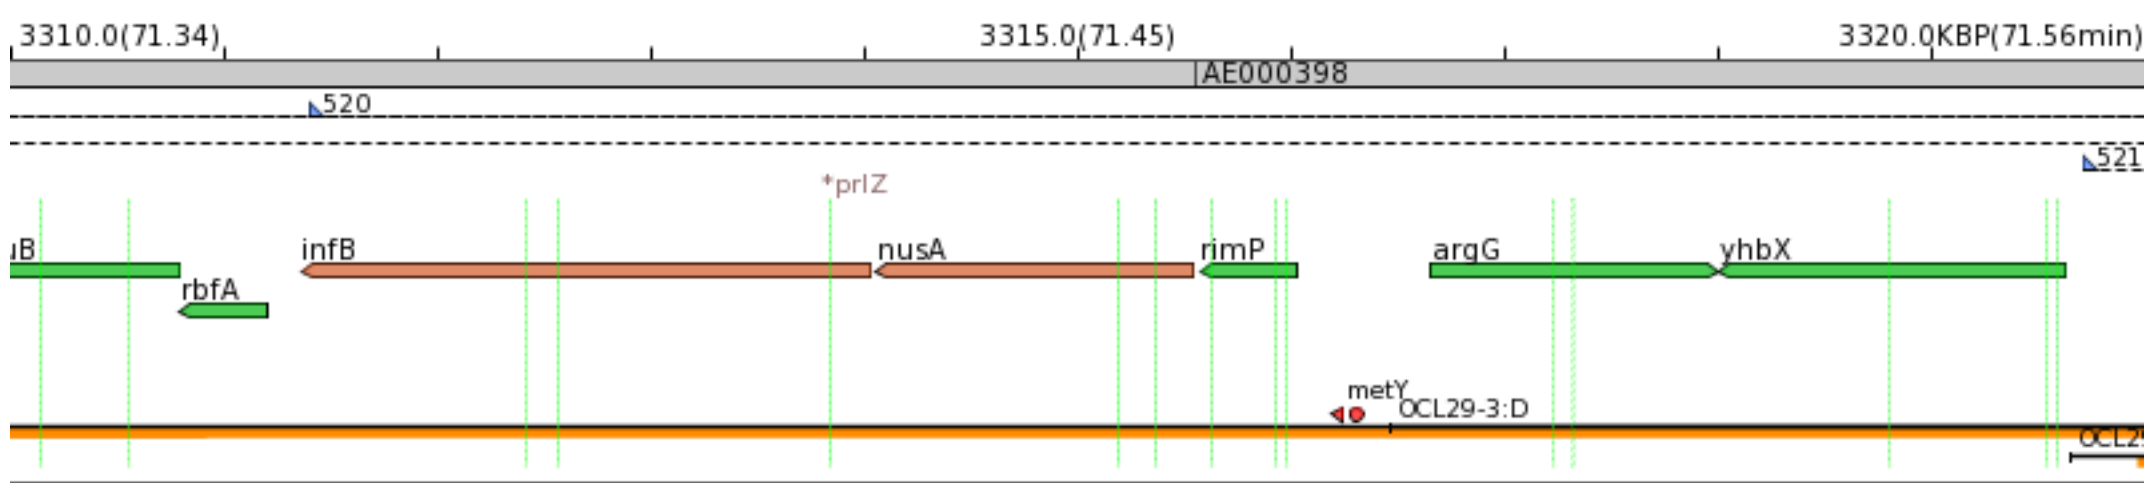 3310.0(71.34) 3315.0(71.45) 3320.0KBP(71.56min)
AE000398
520
521
*prlZ
infB nusA rimP argG yhbX
rbfA
metY
OCL29-3:D